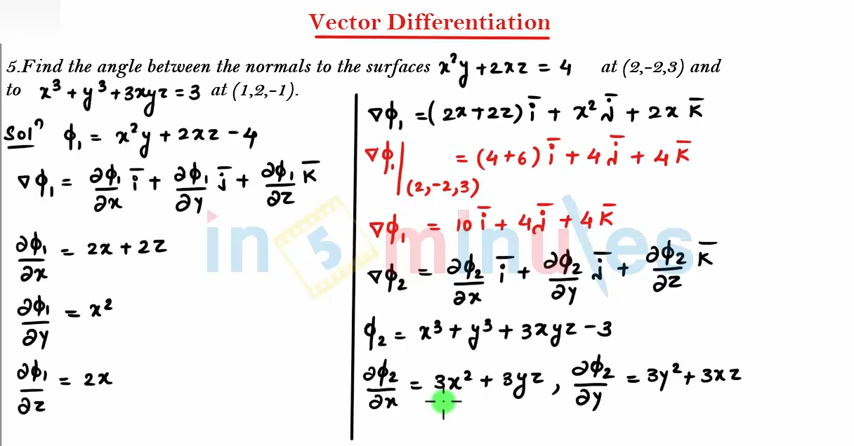 Vector Differentiation
5.Find the angle between the normals to the surfaces x²y + 2xz = 4 at (2,-2,3) and
to x³ + y³ + 3xyz = 3 at (1,2,-1).
Solⁿ ϕ₁ = x²y + 2xz - 4
∇ϕ₁ = ∂ϕ₁/∂x i̅ + ∂ϕ₁/∂y j̅ + ∂ϕ₁/∂z k̅
∂ϕ₁/∂x = 2x + 2z
∂ϕ₁/∂y = x²
∂ϕ₁/∂z = 2x
∇ϕ₁ = (2x+2z) i̅ + x² j̅ + 2x k̅
∇ϕ₁|(2,-2,3) = (4+6) i̅ + 4 j̅ + 4 k̅
∇ϕ₁ = 10 i̅ + 4 j̅ + 4 k̅
∇ϕ₂ = ∂ϕ₂/∂x i̅ + ∂ϕ₂/∂y j̅ + ∂ϕ₂/∂z k̅
ϕ₂ = x³ + y³ + 3xyz - 3
∂ϕ₂/∂x = 3x² + 3yz , ∂ϕ₂/∂y = 3y² + 3xz
in 5 minutes